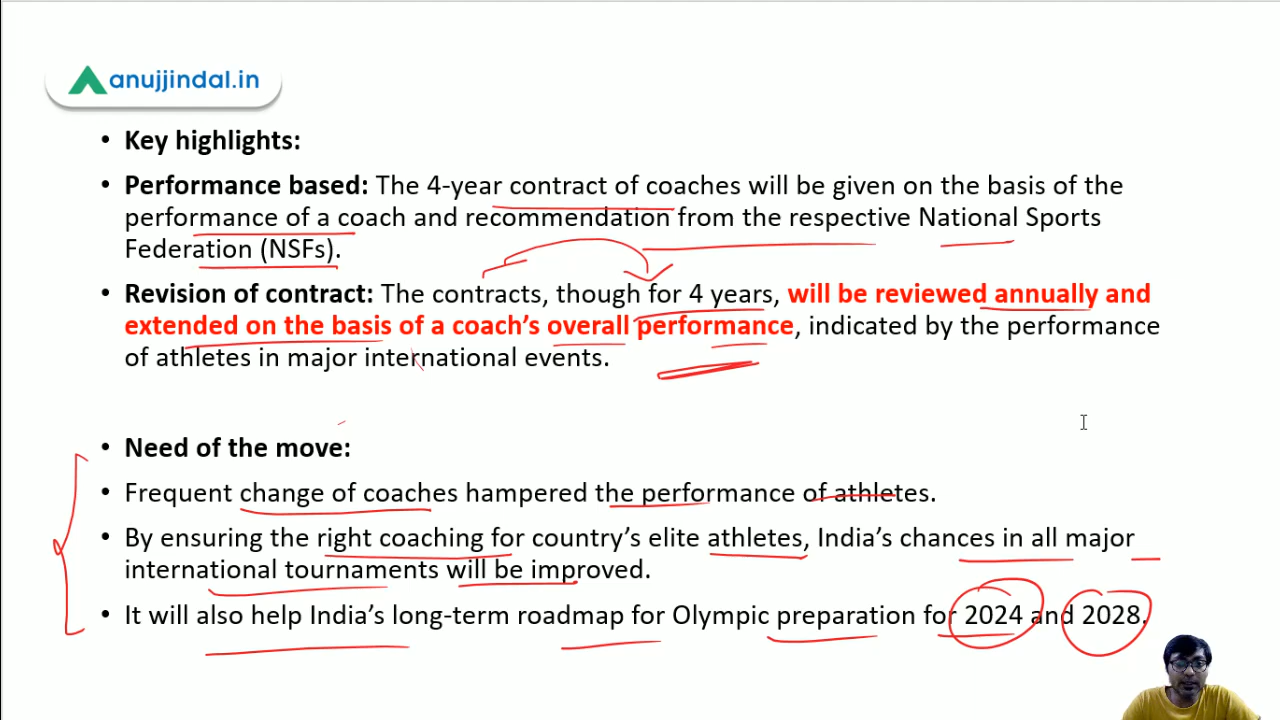 anujjindal.in
• Key highlights:
• Performance based: The 4-year contract of coaches will be given on the basis of the
performance of a coach and recommendation from the respective National Sports
Federation (NSFs).
• Revision of contract: The contracts, though for 4 years, will be reviewed annually and
extended on the basis of a coach's overall performance, indicated by the performance
of athletes in major international events.
• Need of the move:
• Frequent change of coaches hampered the performance of athletes.
• By ensuring the right coaching for country's elite athletes, India's chances in all major
international tournaments will be improved.
• It will also help India's long-term roadmap for Olympic preparation for 2024 and 2028.